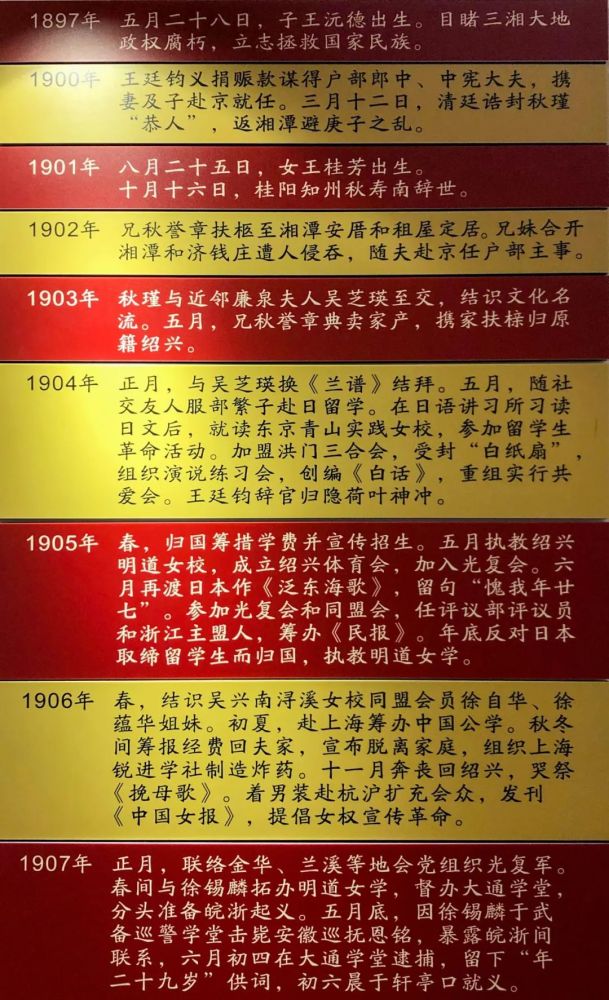 1897年 五月二十八日，子王沅德出生。目睹三湘大地
政权腐朽，立志拯救国家民族。
1900年 王廷钧义捐赈款谋得户部郎中、中宪大夫，携
妻及子赴京就任。三月十二日，清廷诰封秋瑾
“恭人”，返湘潭避庚子之乱。
1901年 八月二十五日，女王桂芳出生。
十月十六日，桂阳知州秋寿南辞世。
1902年 兄秋誉章扶柩至湘潭安厝和租屋定居。兄妹合开
湘潭和济钱庄遭人侵吞，随夫赴京任户部主事。
1903年 秋瑾与近邻廉泉夫人吴芝瑛至交，结识文化名
流。五月，兄秋誉章典卖家产，携家扶榇归原
籍绍兴。
1904年 正月，与吴芝瑛换《兰谱》结拜。五月，随社
交友人服部繁子赴日留学。在日语讲习所习读
日文后，就读东京青山实践女校，参加留学生
革命活动。加盟洪门三合会，受封“白纸扇”，
组织演说练习会，创编《白话》，重组实行共
爱会。王廷钧辞官归隐荷叶神冲。
1905年 春，归国筹措学费并宣传招生。五月执教绍兴
明道女校，成立绍兴体育会，加入光复会。六
月再渡日本作《泛东海歌》，留句“愧我年廿
七”。参加光复会和同盟会，任评议部评议员
和浙江主盟人，筹办《民报》。年底反对日本
取缔留学生而归国，执教明道女学。
1906年 春，结识吴兴南浔溪女校同盟会员徐自华、徐
蕴华姐妹。初夏，赴上海筹办中国公学。秋冬
间筹报经费回夫家，宣布脱离家庭，组织上海
锐进学社制造炸药。十一月奔丧回绍兴，哭祭
《挽母歌》。着男装赴杭沪扩充会众，发刊
《中国女报》，提倡女权宣传革命。
1907年 正月，联络金华、兰溪等地会党组织光复军。
春间与徐锡麟拓办明道女学，督办大通学堂，
分头准备皖浙起义。五月底，因徐锡麟于武
备巡警学堂击毙安徽巡抚恩铭，暴露皖浙间
联系，六月初四在大通学堂逮捕，留下“年
二十九岁”供词，初六晨于轩亭口就义。